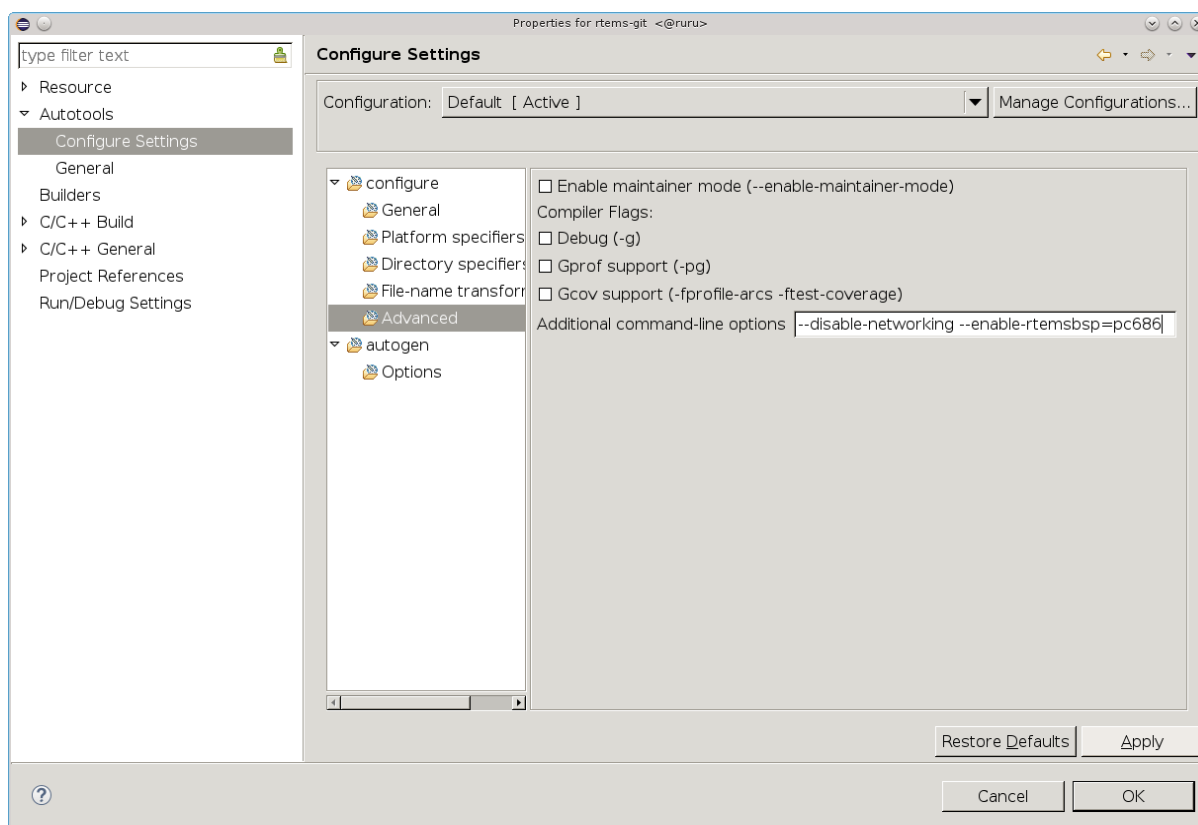 Properties for rtems-git <@ruru>
type filter text
Resource
Autotools
Configure Settings
General
Builders
C/C++ Build
C/C++ General
Project References
Run/Debug Settings
Configure Settings
Configuration: Default [ Active ] Manage Configurations...
configure
General
Platform specifiers
Directory specifiers
File-name transforr
Advanced
autogen
Options
Enable maintainer mode (--enable-maintainer-mode)
Compiler Flags:
Debug (-g)
Gprof support (-pg)
Gcov support (-fprofile-arcs -ftest-coverage)
Additional command-line options --disable-networking --enable-rtemsbsp=pc686
Restore Defaults Apply
? Cancel OK